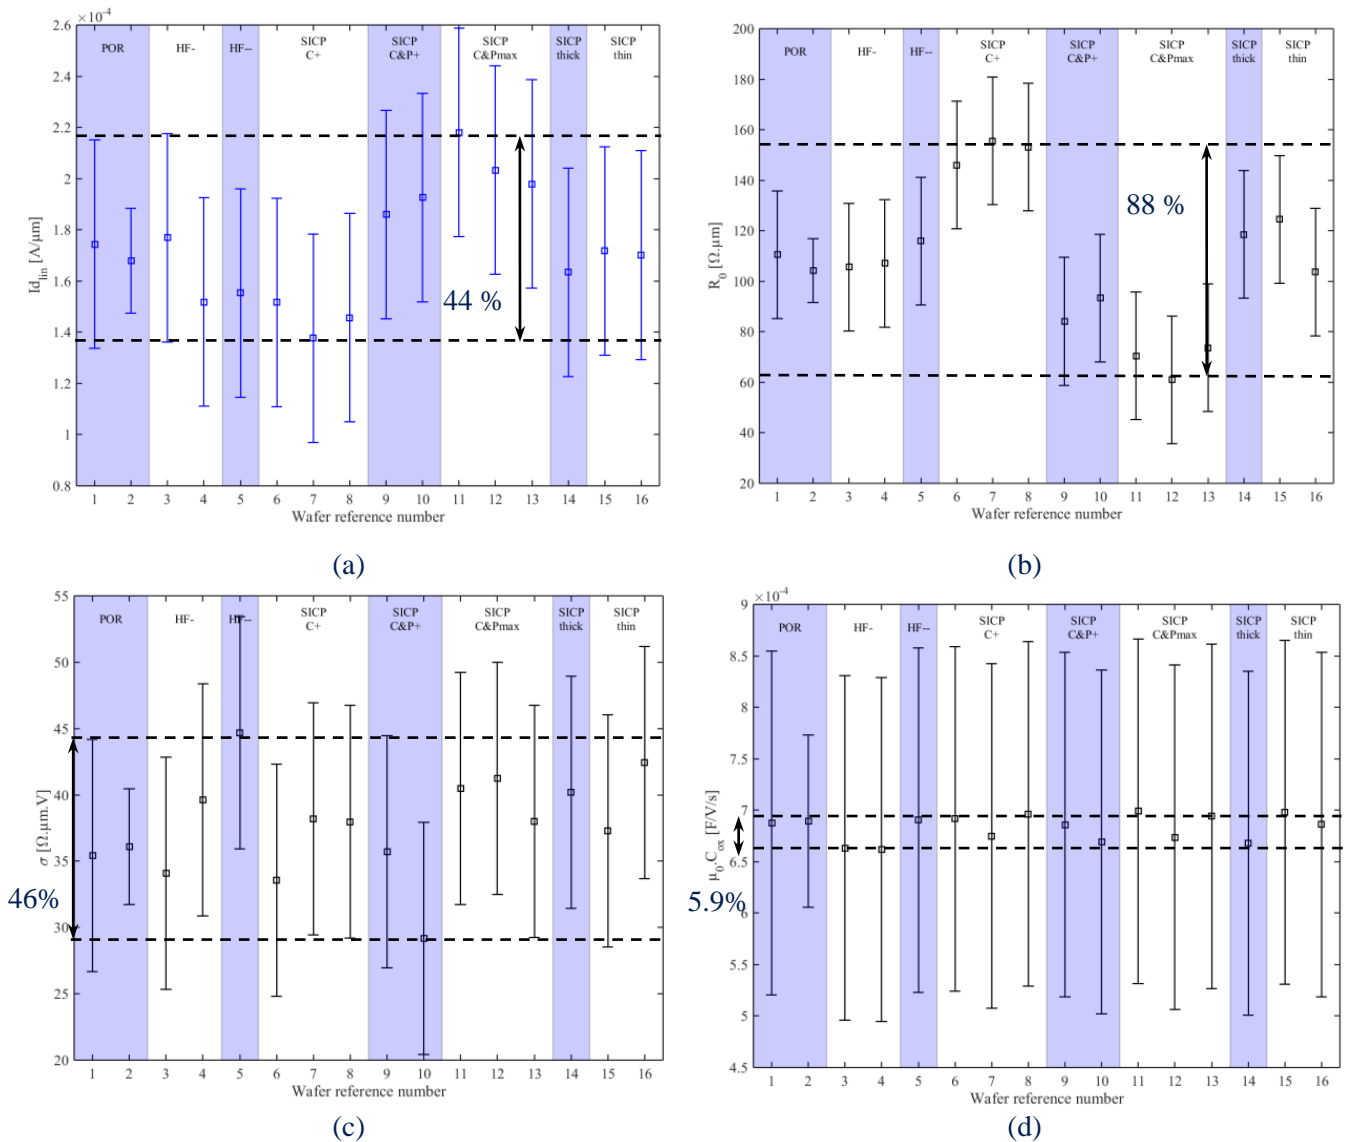 ×10⁻⁴
2.6
2.4
2.2
2
1.8
1.6
1.4
1.2
1
0.8
Id_lin [A/μm]
POR
HF-
HF--
SICP
C+
SICP
C&P+
SICP
C&Pmax
SICP
thick
SICP
thin
44 %
1 2 3 4 5 6 7 8 9 10 11 12 13 14 15 16
Wafer reference number
(a)
200
180
160
140
120
100
80
60
40
20
R_0 [Ω.μm]
POR
HF-
HF--
SICP
C+
SICP
C&P+
SICP
C&Pmax
SICP
thick
SICP
thin
88 %
1 2 3 4 5 6 7 8 9 10 11 12 13 14 15 16
Wafer reference number
(b)
55
50
45
40
35
30
25
20
σ [Ω.μm.V]
POR
HF-
HF--
SICP
C+
SICP
C&P+
SICP
C&Pmax
SICP
thick
SICP
thin
46%
1 2 3 4 5 6 7 8 9 10 11 12 13 14 15 16
Wafer reference number
(c)
×10⁻⁴
9
8.5
8
7.5
7
6.5
6
5.5
5
4.5
μ_0.C_ox [F/V/s]
POR
HF-
HF--
SICP
C+
SICP
C&P+
SICP
C&Pmax
SICP
thick
SICP
thin
5.9%
1 2 3 4 5 6 7 8 9 10 11 12 13 14 15 16
Wafer reference number
(d)